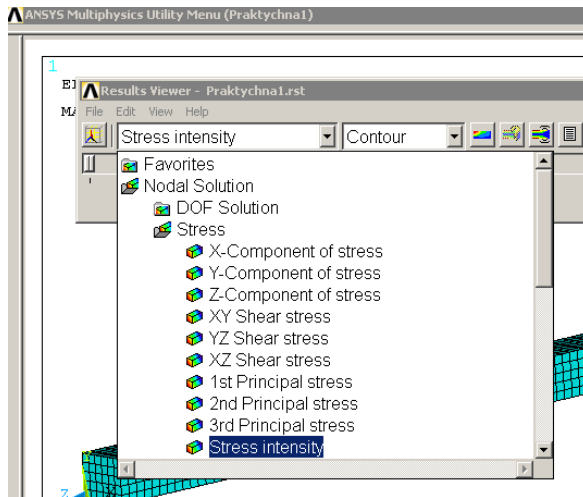 ANSYS Multiphysics Utility Menu (Praktychna1)
1
Results Viewer - Praktychna1.rst
File Edit View Help
Stress intensity Contour
Favorites
Nodal Solution
DOF Solution
Stress
X-Component of stress
Y-Component of stress
Z-Component of stress
XY Shear stress
YZ Shear stress
XZ Shear stress
1st Principal stress
2nd Principal stress
3rd Principal stress
Stress intensity
Z